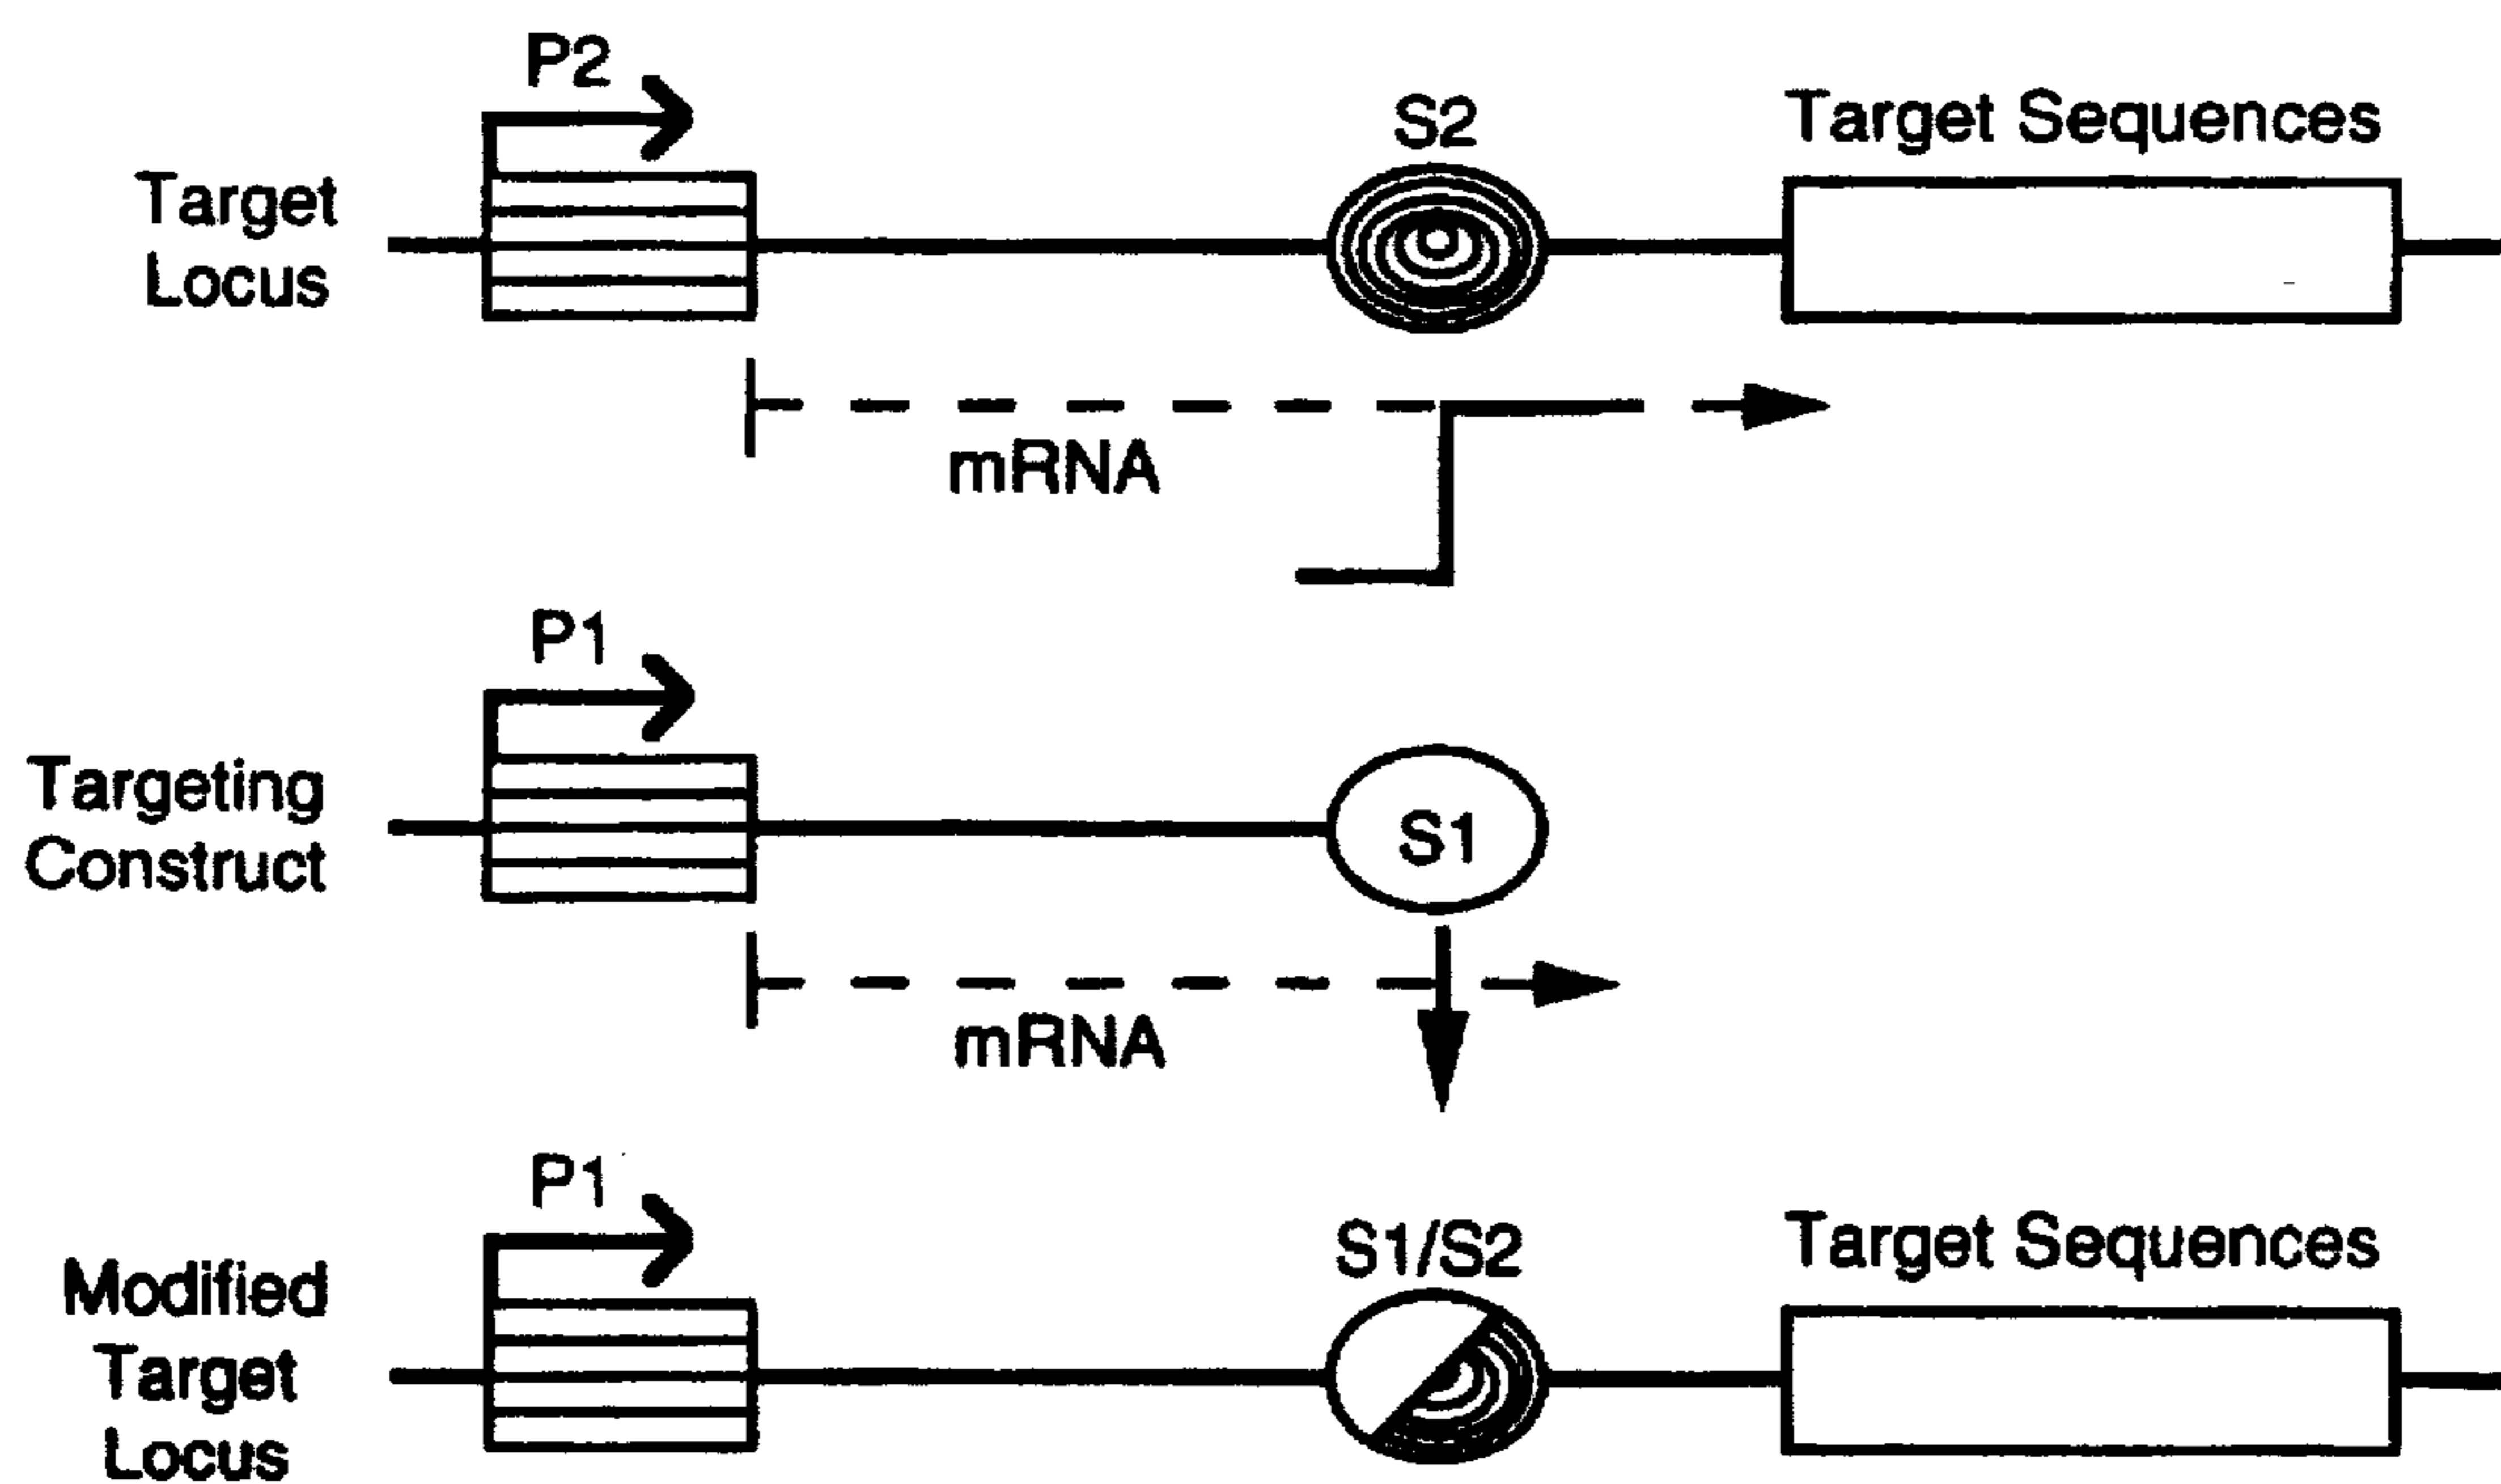 P2
S2
Target Sequences
Target
Locus
mRNA
P1
Targeting
Construct
S1
mRNA
P1
S1/S2
Target Sequences
Modified
Target
Locus